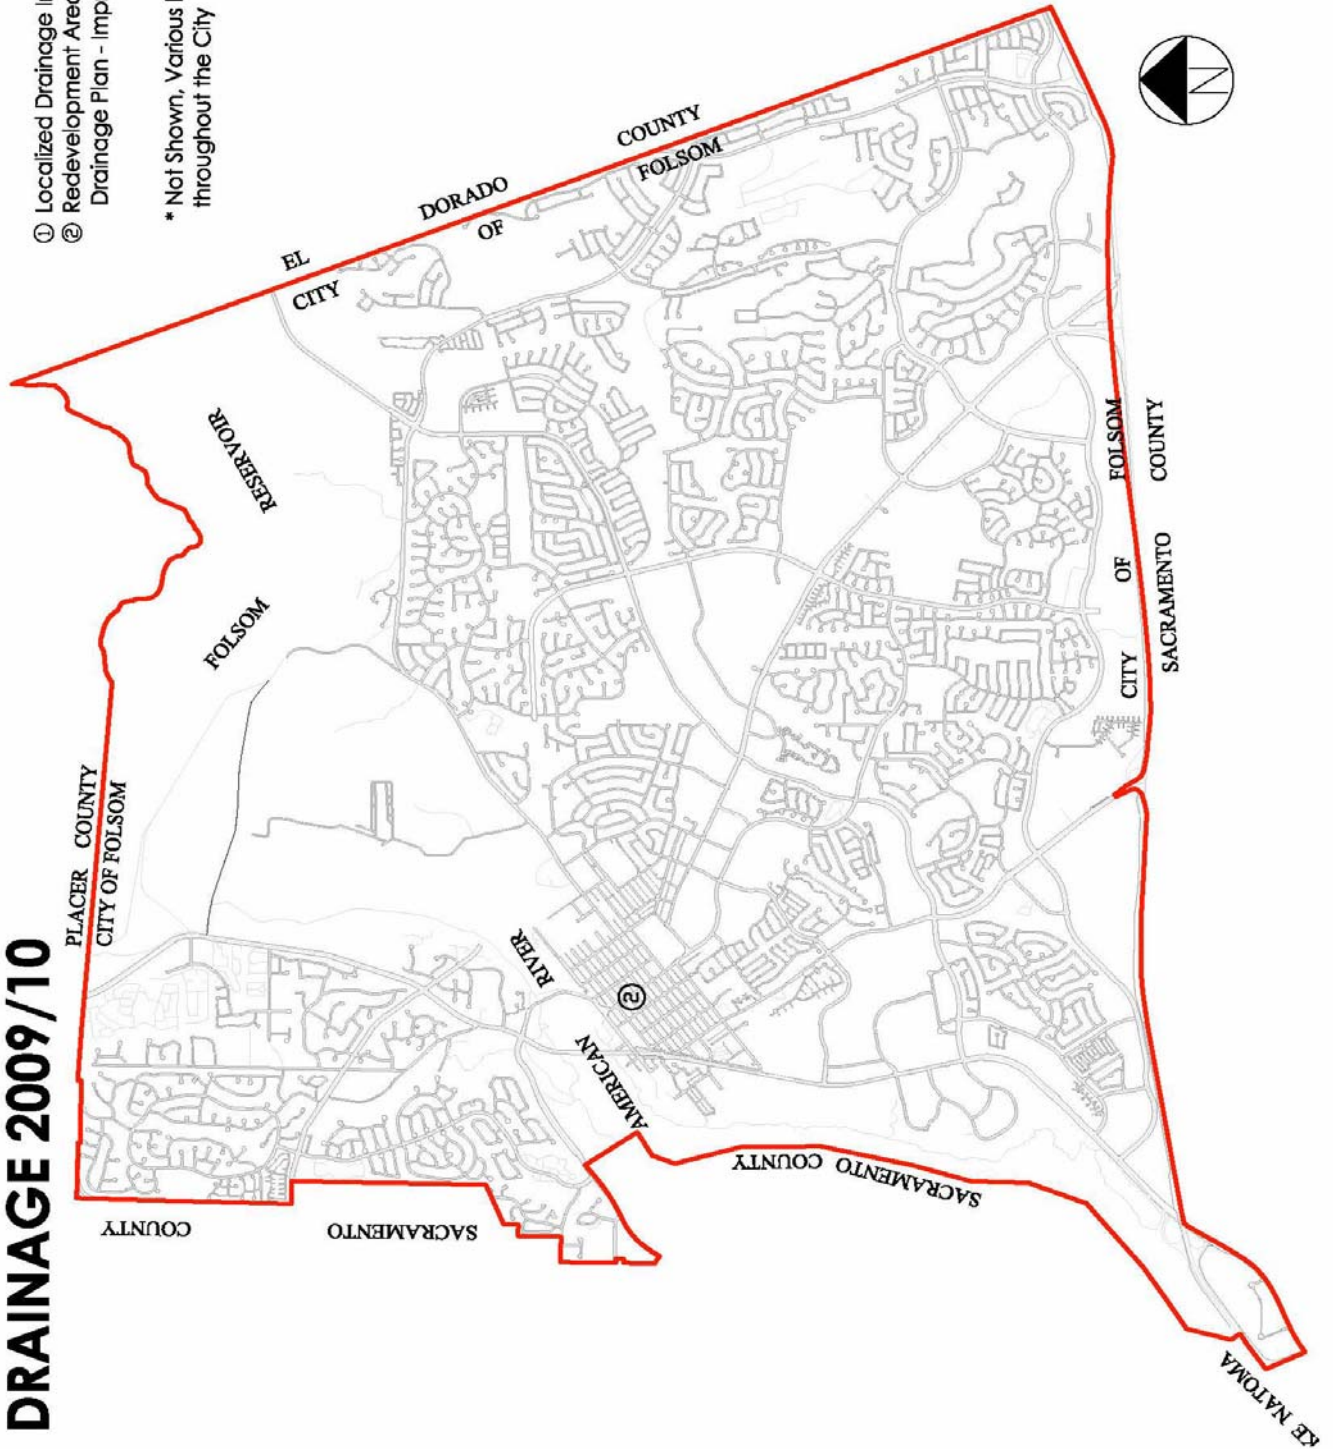 DRAINAGE 2009/10
① Localized Drainage
② Redevelopment Area
Drainage Plan -
* Not Shown, Various
throughout the City
PLACER COUNTY
CITY OF FOLSOM
EL DORADO COUNTY
CITY OF FOLSOM
FOLSOM RESERVOIR
AMERICAN RIVER
②
SACRAMENTO COUNTY
SACRAMENTO COUNTY
CITY OF FOLSOM
SACRAMENTO COUNTY
KE NATOMA
N